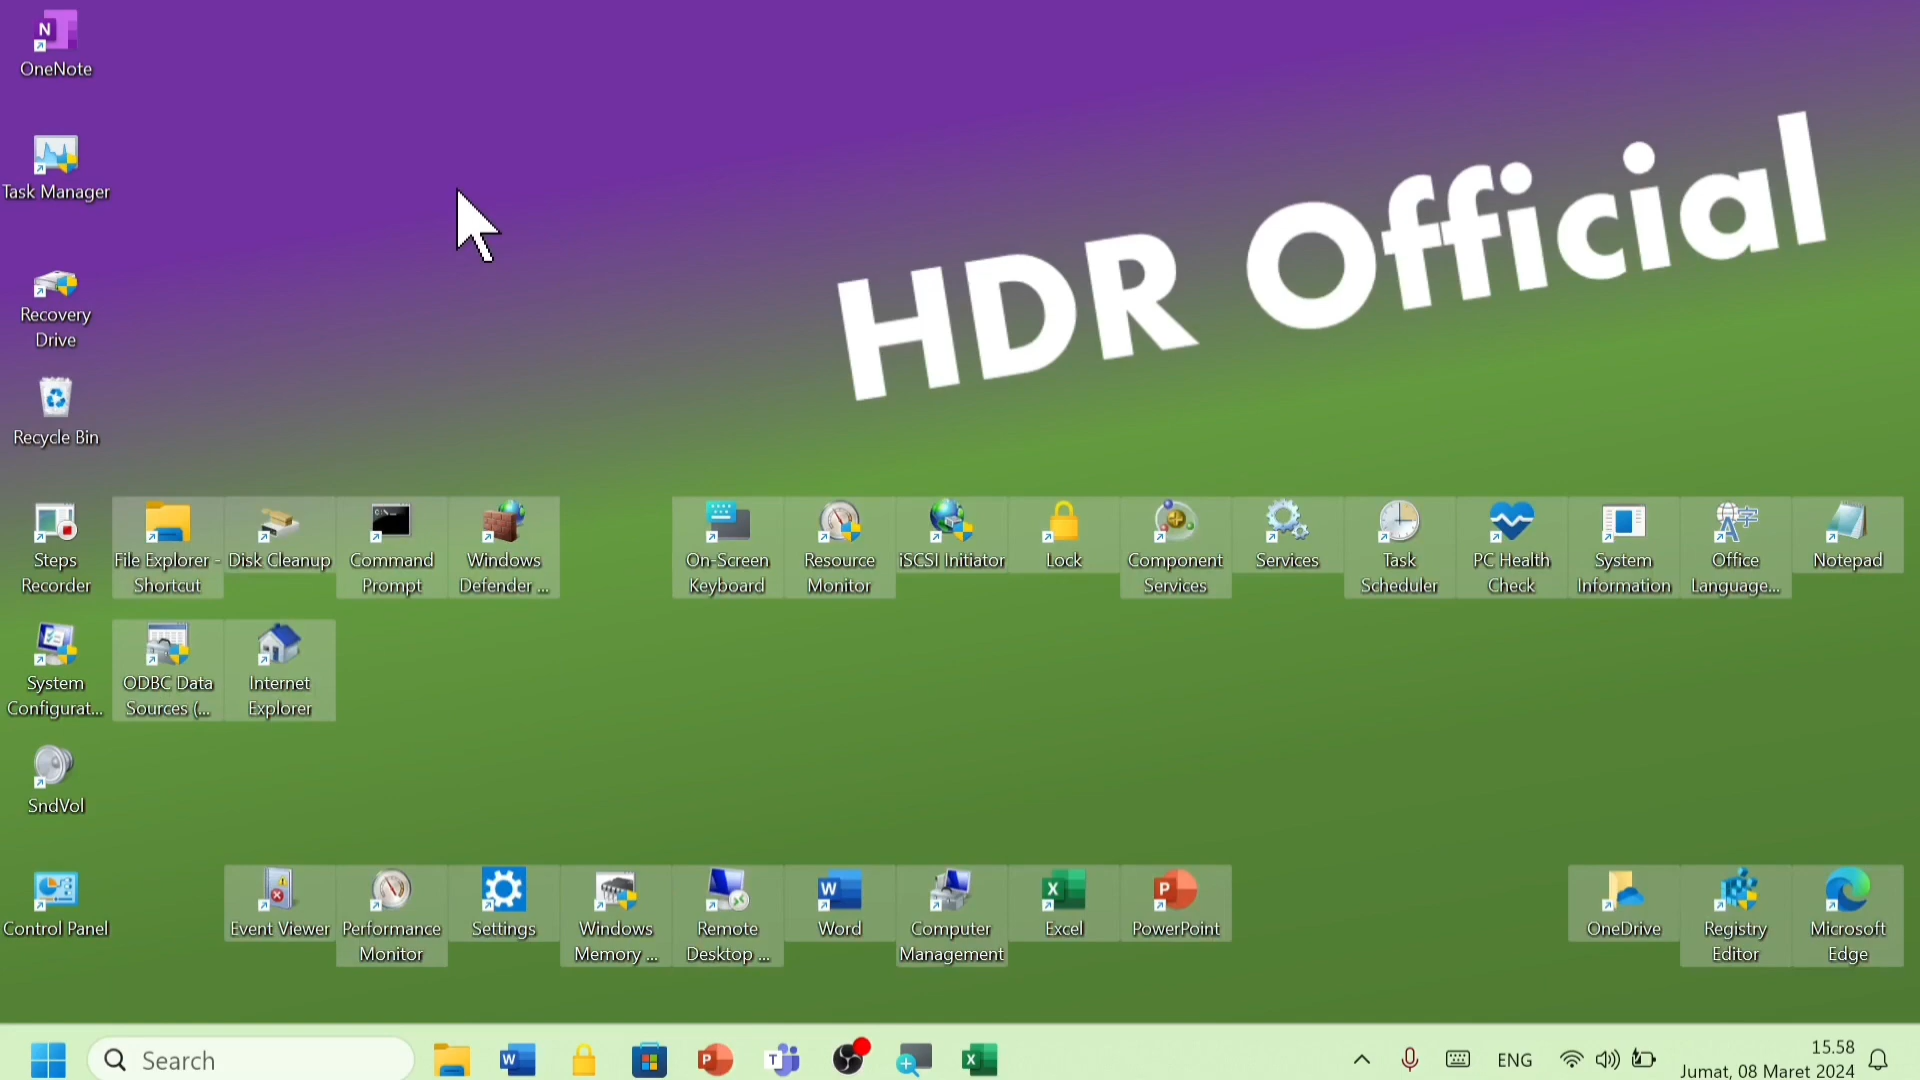 OneNote
Task Manager
Recovery
Drive
Recycle Bin
HDR Official
Steps
Recorder
File Explorer -
Shortcut
Disk Cleanup
Command
Prompt
Windows
Defender ...
On-Screen
Keyboard
Resource
Monitor
iSCSI Initiator
Lock
Component
Services
Services
Task
Scheduler
PC Health
Check
System
Information
Office
Language...
Notepad
System
Configurat...
ODBC Data
Sources (...
Internet
Explorer
SndVol
Control Panel
Event Viewer
Performance
Monitor
Settings
Windows
Memory ...
Remote
Desktop ...
Word
Computer
Management
Excel
PowerPoint
OneDrive
Registry
Editor
Microsoft
Edge
Search
ENG
15.58
Jumat, 08 Maret 2024